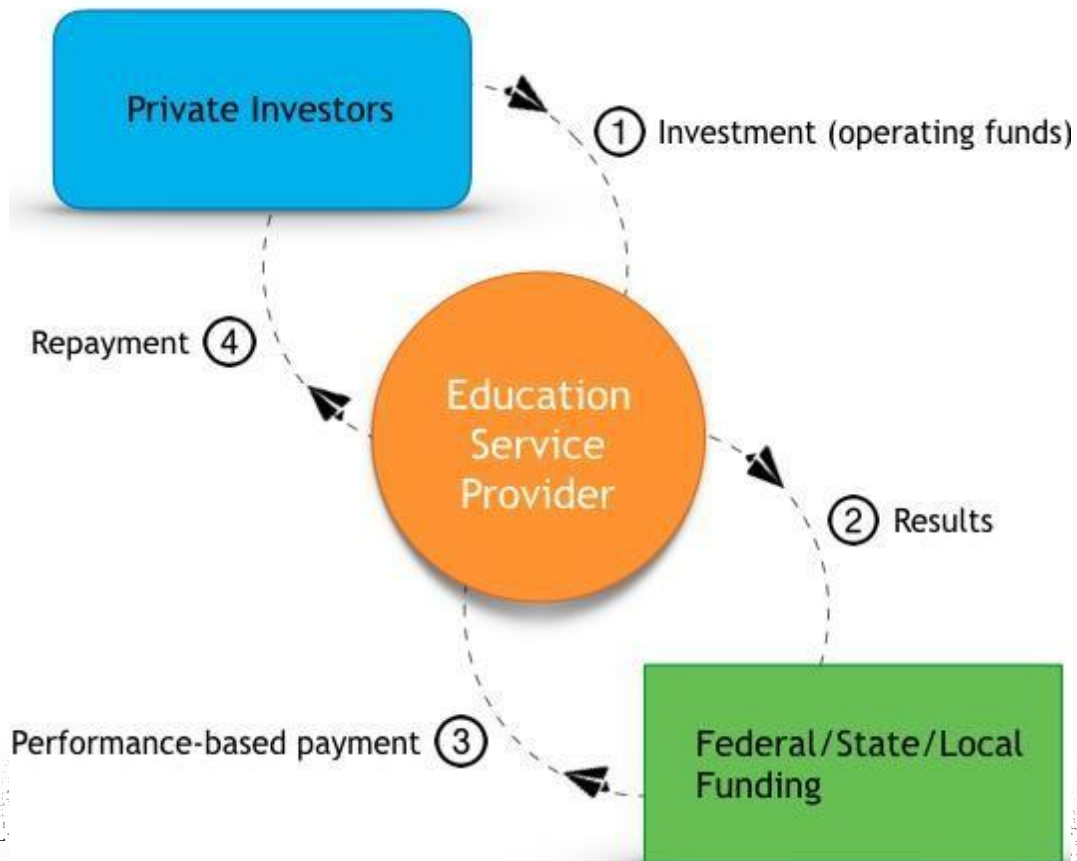 Private Investors
① Investment (operating funds)
Repayment ④
Education
Service
Provider
② Results
Performance-based payment ③
Federal/State/Local
Funding